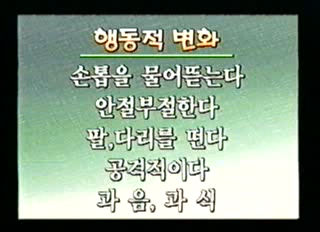 행동적 변화
손톱을 물어뜯는다
안절부절한다
팔,다리를 떤다
공격적이다
과 음, 과 식